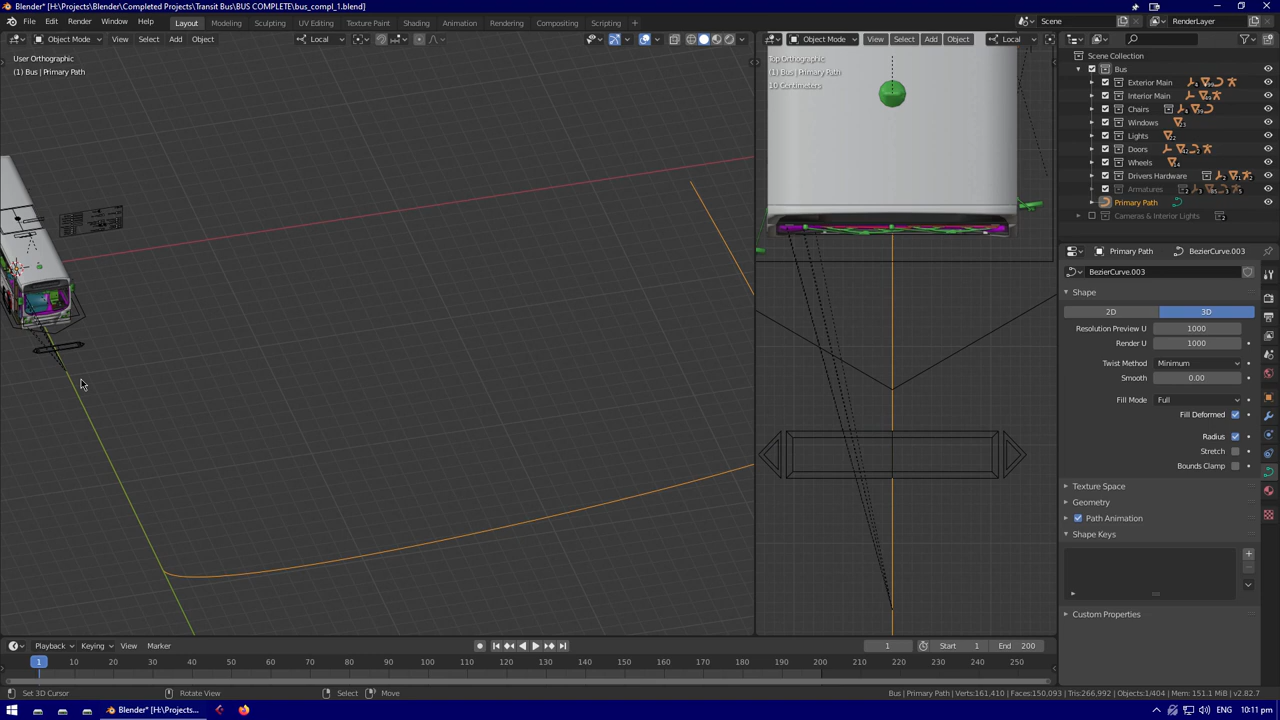 Blender* [H:\Projects\Blender\Completed Projects\Transit Bus\BUS COMPLETE\bus_compl_1.blend]
File Edit Render Window Help Layout Modeling Sculpting UV Editing Texture Paint Shading Animation Rendering Compositing Scripting + Scene RenderLayer
Object Mode View Select Add Object Local
Object Mode View Select Add Object Local
User Orthographic
(1) Bus | Primary Path
Top Orthographic
(1) Bus | Primary Path
10 Centimeters
Scene Collection
Bus
Exterior Main
Interior Main
Chairs
Windows
Lights
Doors
Wheels
Drivers Hardware
Armatures
Primary Path
Cameras & Interior Lights
Primary Path BezierCurve.003
BezierCurve.003
Shape
2D 3D
Resolution Preview U 1000
Render U 1000
Twist Method Minimum
Smooth 0.00
Fill Mode Full
Fill Deformed
Radius
Stretch
Bounds Clamp
Texture Space
Geometry
Path Animation
Shape Keys
Custom Properties
Playback Keying View Marker 1 Start 1 End 200
1 10 20 30 40 50 60 70 80 90 100 110 120 130 140 150 160 170 180 190 200 210 220 230 240 250
Set 3D Cursor Rotate View Select Move Bus | Primary Path | Verts:161,410 | Faces:150,093 | Tris:266,992 | Objects:1/404 | Mem: 151.1 MiB | v2.82.7
Blender* [H:\Projects... ENG 10:11 pm